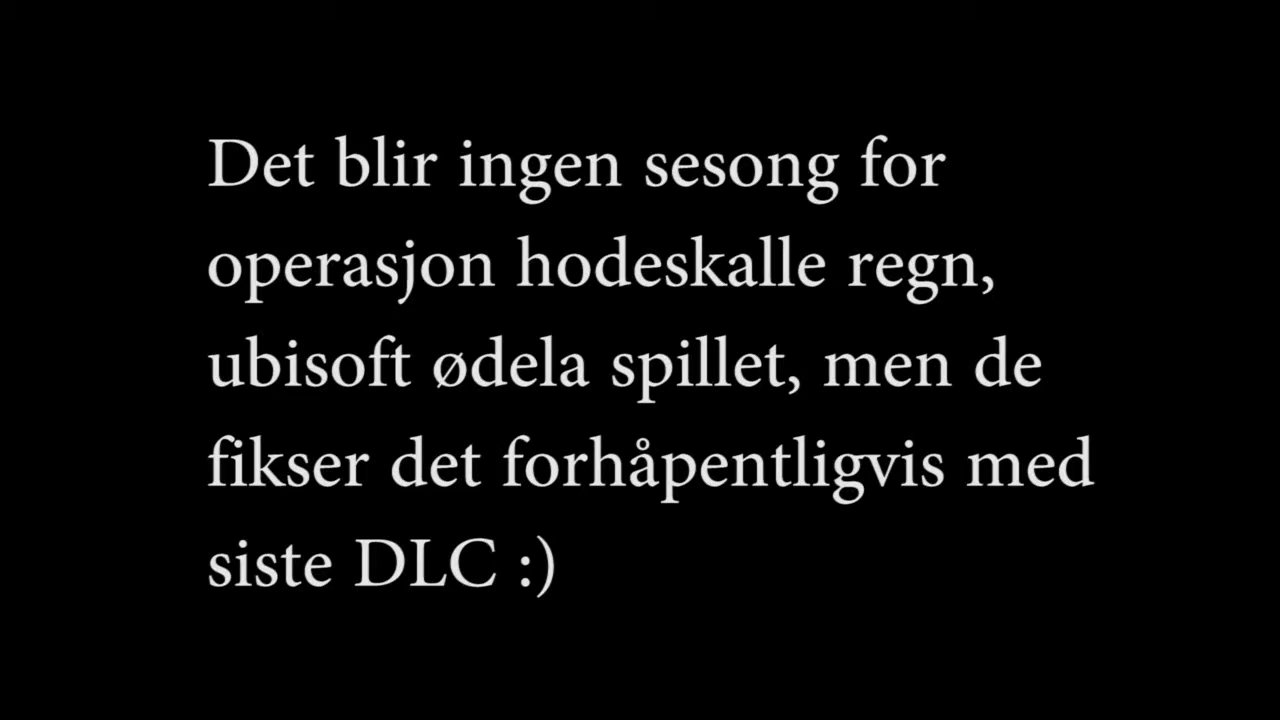 Det blir ingen sesong for
operasjon hodeskalle regn,
ubisoft ødela spillet, men de
fikser det forhåpentligvis med
siste DLC :)